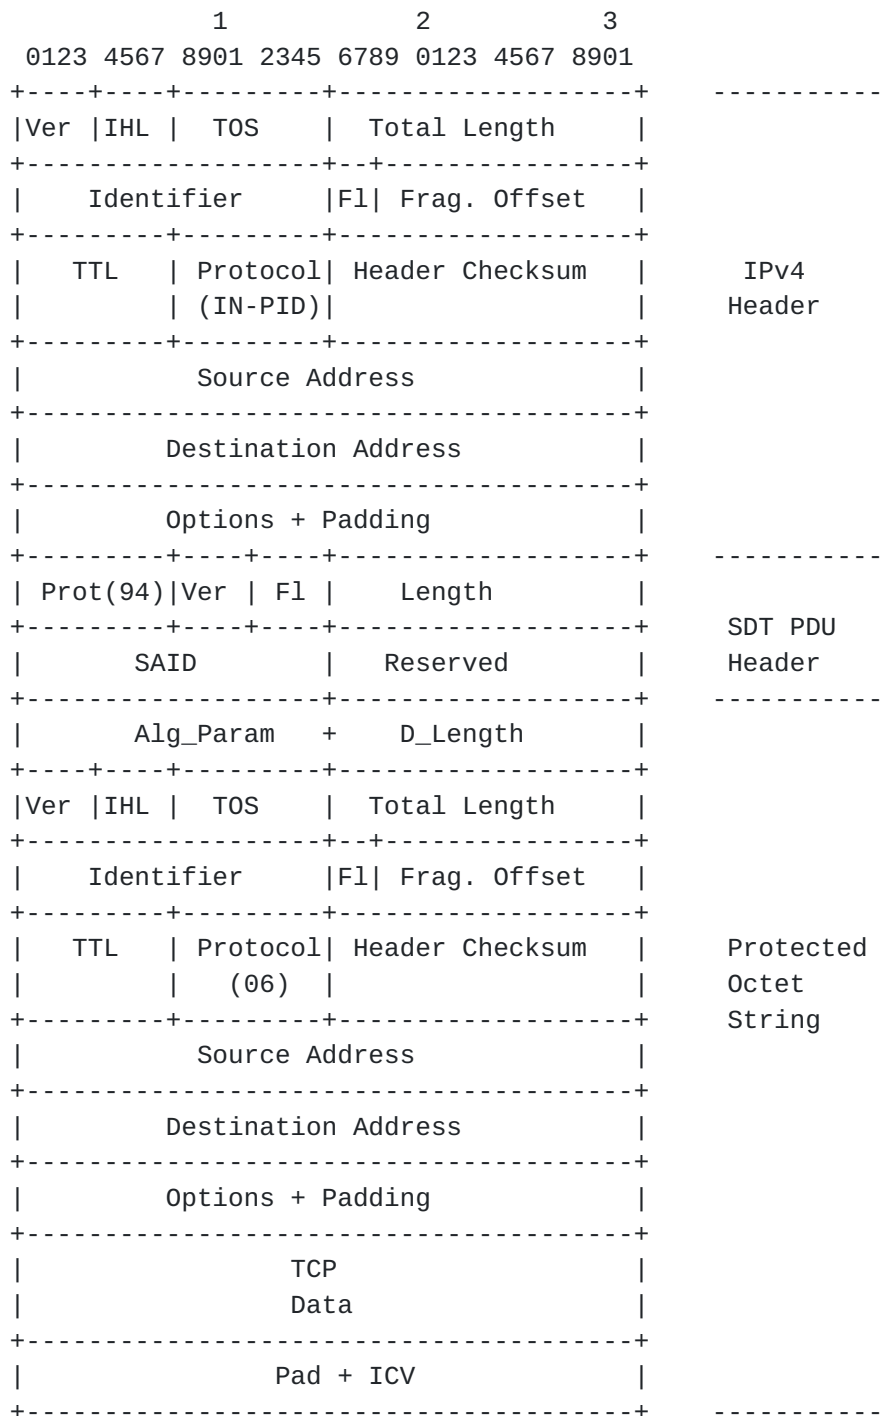 1            2           3
 0123 4567 8901 2345 6789 0123 4567 8901
+----+----+---------+-------------------+    -----------
|Ver |IHL |  TOS    |  Total Length     |
+-------------------+--+----------------+
|    Identifier     |Fl| Frag. Offset   |
+---------+---------+-------------------+
|   TTL   | Protocol| Header Checksum   |      IPv4
|         | (IN-PID)|                   |     Header
+---------+---------+-------------------+
|           Source Address              |
+---------------------------------------+
|         Destination Address           |
+---------------------------------------+
|         Options + Padding             |
+---------+----+----+-------------------+    -----------
| Prot(94)|Ver | Fl |    Length         |
+---------+----+----+-------------------+     SDT PDU
|       SAID        |   Reserved        |     Header
+-------------------+-------------------+    -----------
|       Alg_Param   +    D_Length       |
+----+----+---------+-------------------+
|Ver |IHL |  TOS    |  Total Length     |
+-------------------+--+----------------+
|    Identifier     |Fl| Frag. Offset   |
+---------+---------+-------------------+
|   TTL   | Protocol| Header Checksum   |     Protected
|         |   (06)  |                   |     Octet
+---------+---------+-------------------+     String
|           Source Address              |
+---------------------------------------+
|         Destination Address           |
+---------------------------------------+
|         Options + Padding             |
+---------------------------------------+
|                 TCP                   |
|                 Data                  |
+---------------------------------------+
|                Pad + ICV              |
+---------------------------------------+    -----------